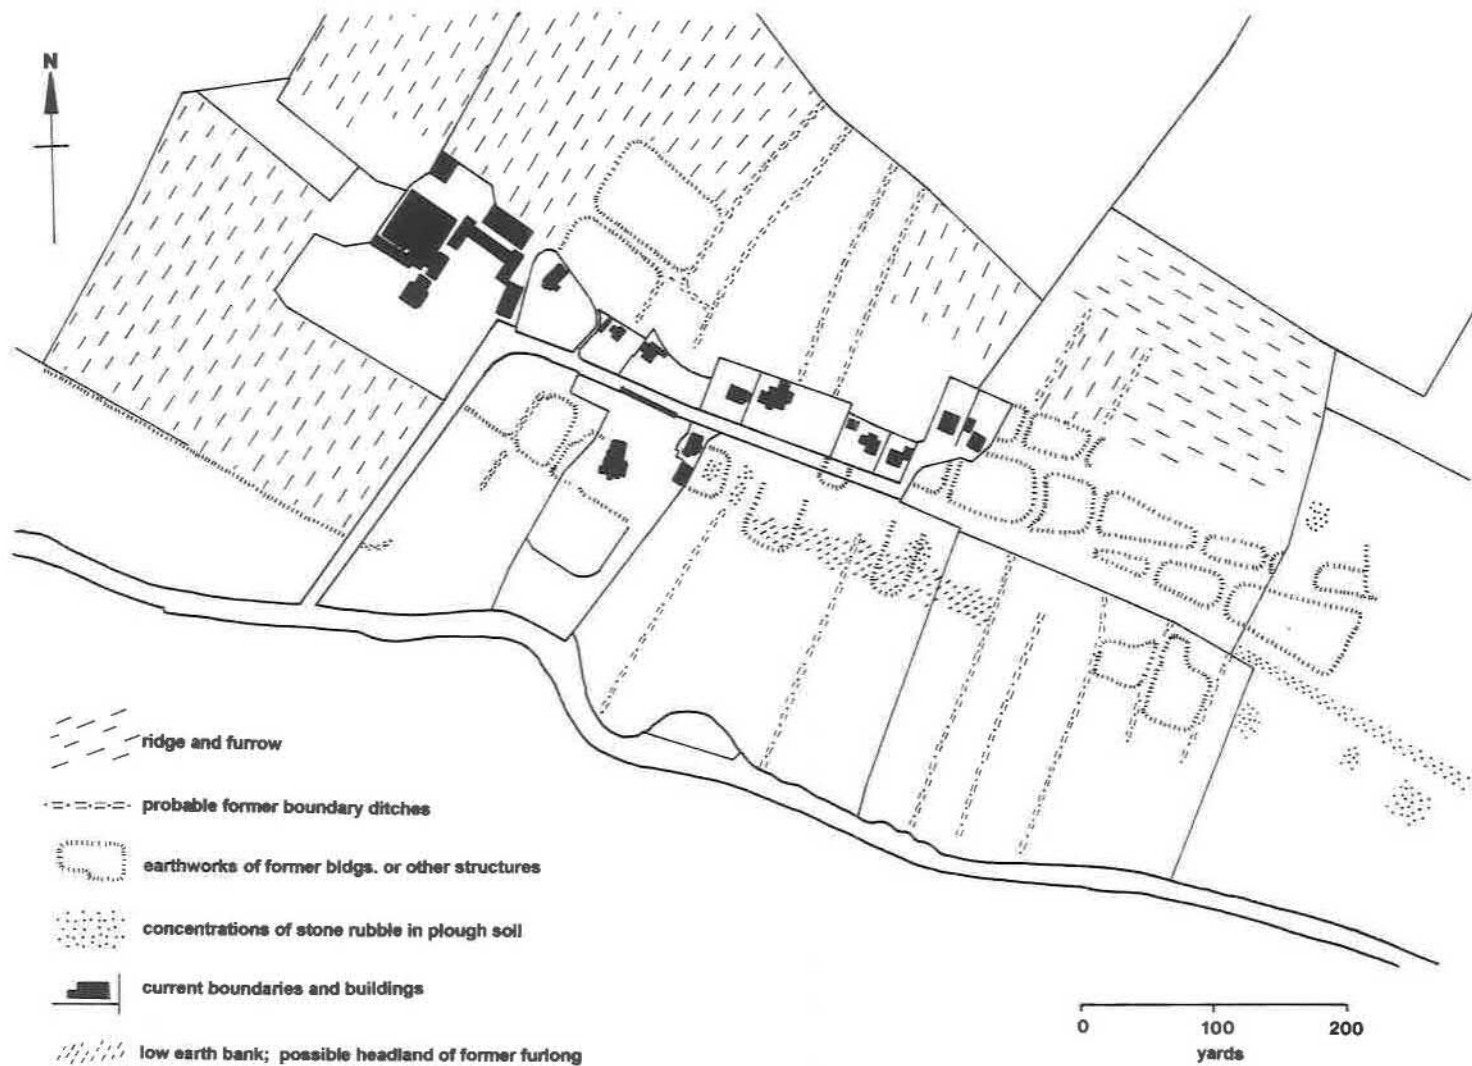 N
ridge and furrow
probable former boundary ditches
earthworks of former bldgs. or other structures
concentrations of stone rubble in plough soil
current boundaries and buildings
low earth bank; possible headland of former furlong
0 100 200
yards